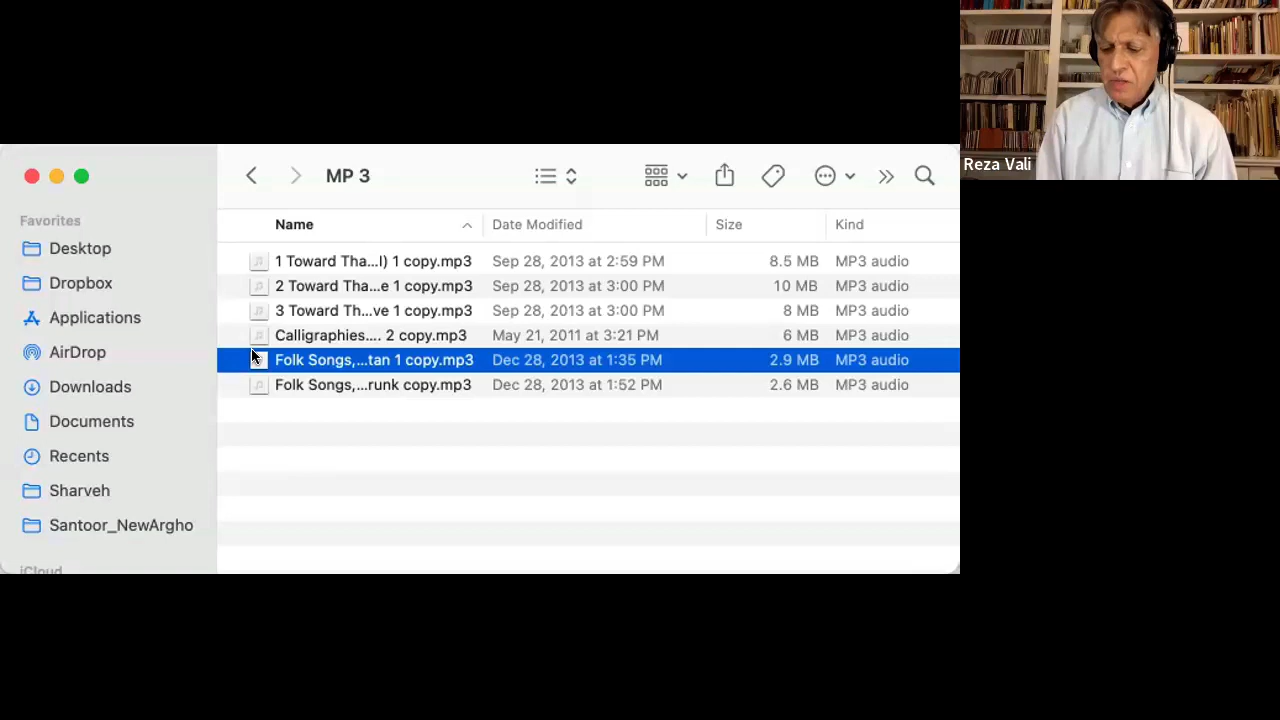 Reza Vali
MP 3
Favorites
Desktop
Dropbox
Applications
AirDrop
Downloads
Documents
Recents
Sharveh
Santoor_NewArgho
iCloud
Name Date Modified Size Kind
1 Toward Tha...l) 1 copy.mp3 Sep 28, 2013 at 2:59 PM 8.5 MB MP3 audio
2 Toward Tha...e 1 copy.mp3 Sep 28, 2013 at 3:00 PM 10 MB MP3 audio
3 Toward Th...ve 1 copy.mp3 Sep 28, 2013 at 3:00 PM 8 MB MP3 audio
Calligraphies.... 2 copy.mp3 May 21, 2011 at 3:21 PM 6 MB MP3 audio
Folk Songs,...tan 1 copy.mp3 Dec 28, 2013 at 1:35 PM 2.9 MB MP3 audio
Folk Songs,...runk copy.mp3 Dec 28, 2013 at 1:52 PM 2.6 MB MP3 audio